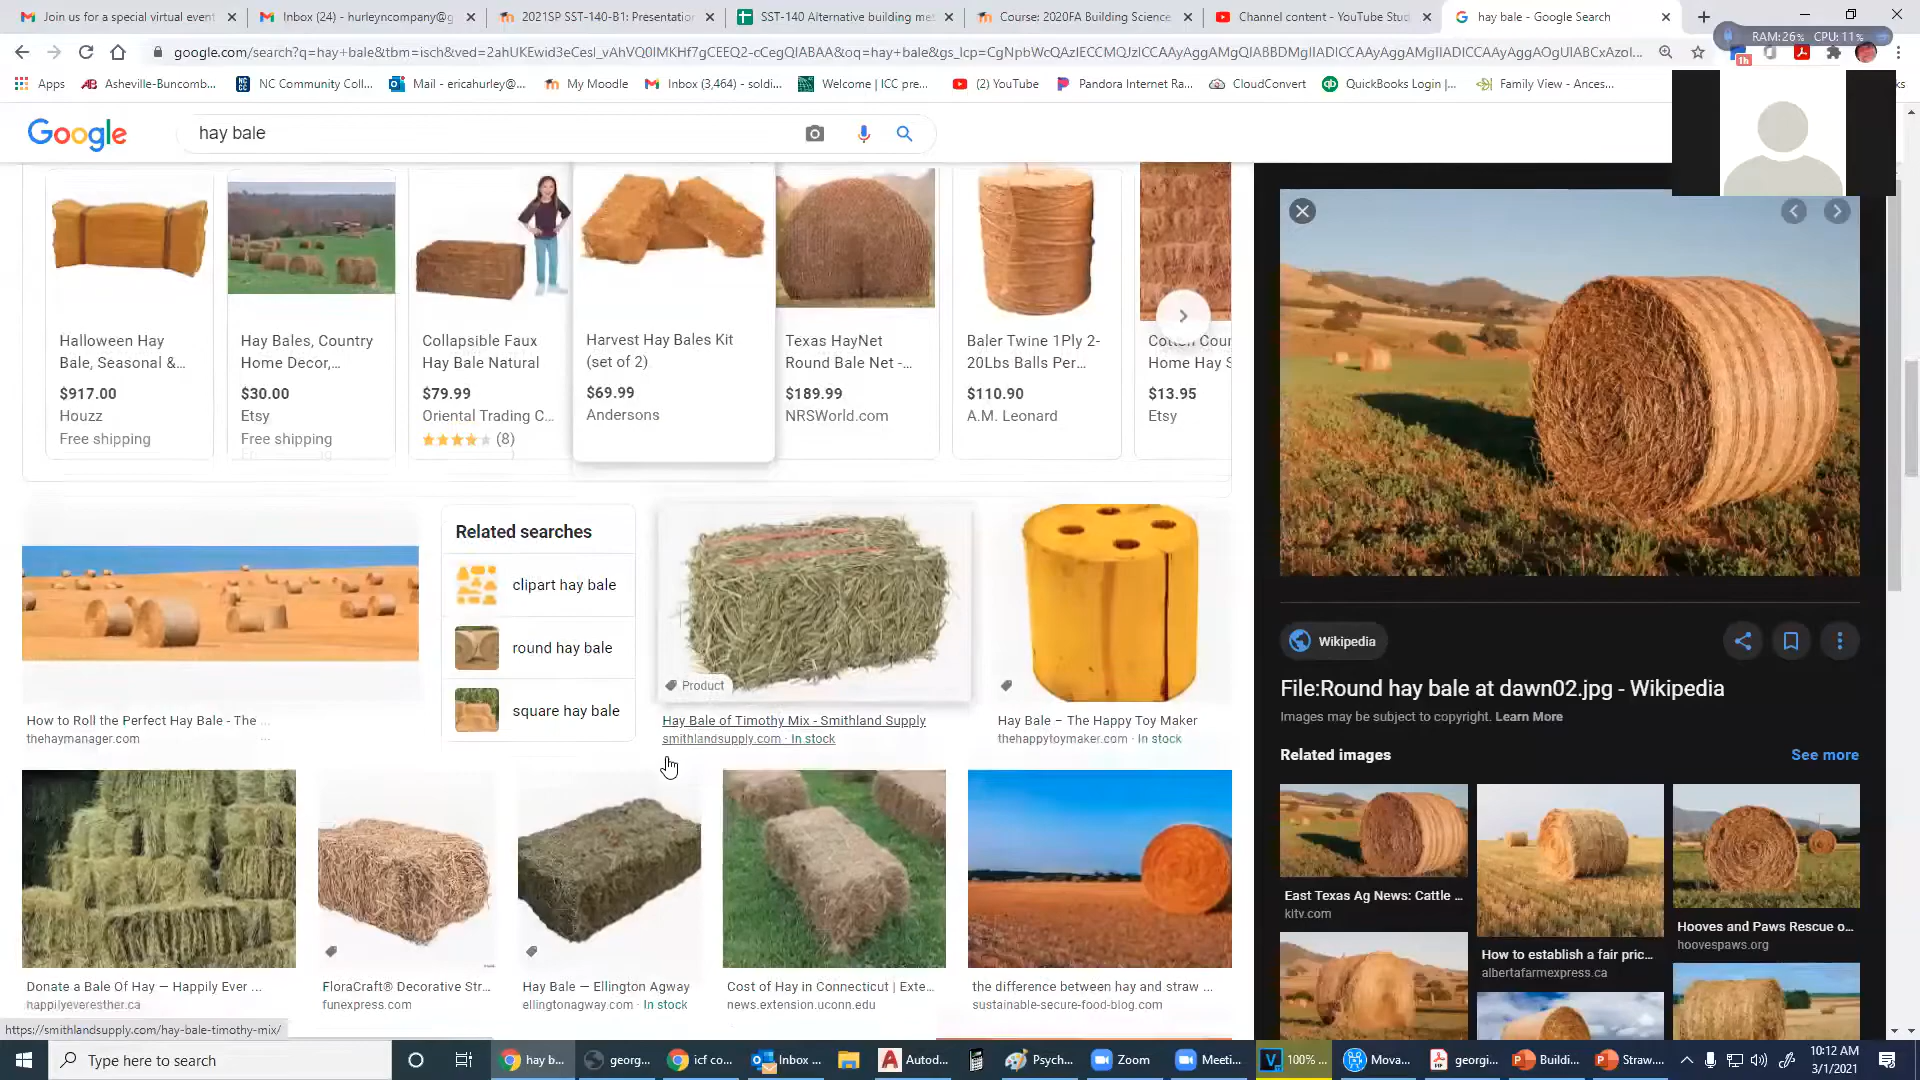 Join us for a special virtual event
Inbox (24) - hurleyncompany@g
2021SP SST-140-B1: Presentation
SST-140 Alternative building me
Course: 2020FA Building Science
Channel content - YouTube Stud
hay bale - Google Search
RAM:26% CPU: 11%
google.com/search?q=hay+bale&tbm=isch&ved=2ahUKEwid3eCesI_vAhVQ0lMKHf7gCEEQ2-cCegQIABAA&oq=hay+bale&gs_lcp=CgNpbWcQAzIECCMQJzICCAAyAggAMgQIABBDMgIIADICCAAyAggAMgIIADICCAAyAggAOgUIABCxAzoI...
1h
Apps
Asheville-Buncomb...
NC Community Coll...
Mail - ericahurley@...
My Moodle
Inbox (3,464) - soldi...
Welcome | ICC pre...
(2) YouTube
Pandora Internet Ra...
CloudConvert
QuickBooks Login |...
Family View - Ances...
Google
hay bale
Halloween Hay
Bale, Seasonal &...
$917.00
Houzz
Free shipping
Hay Bales, Country
Home Decor,...
$30.00
Etsy
Free shipping
Collapsible Faux
Hay Bale Natural
$79.99
Oriental Trading C...
(8)
Harvest Hay Bales Kit
(set of 2)
$69.99
Andersons
Texas HayNet
Round Bale Net -...
$189.99
NRSWorld.com
Baler Twine 1Ply 2-
20Lbs Balls Per...
$110.90
A.M. Leonard
Cotton Coun
Home Hay S
$13.95
Etsy
How to Roll the Perfect Hay Bale - The ...
thehaymanager.com
Related searches
clipart hay bale
round hay bale
square hay bale
Product
Hay Bale of Timothy Mix - Smithland Supply
smithlandsupply.com · In stock
Hay Bale – The Happy Toy Maker
thehappytoymaker.com · In stock
Donate a Bale Of Hay — Happily Ever ...
happilyeveresther.ca
FloraCraft® Decorative Str...
funexpress.com
Hay Bale — Ellington Agway
ellingtonagway.com · In stock
Cost of Hay in Connecticut | Exte...
news.extension.uconn.edu
the difference between hay and straw ...
sustainable-secure-food-blog.com
Wikipedia
File:Round hay bale at dawn02.jpg - Wikipedia
Images may be subject to copyright. Learn More
Related images
See more
East Texas Ag News: Cattle ...
kitv.com
How to establish a fair pric...
albertafarmexpress.ca
Hooves and Paws Rescue o...
hoovespaws.org
https://smithlandsupply.com/hay-bale-timothy-mix/
Type here to search
hay b...
georg...
icf co...
Inbox ...
Autod...
Psych...
Zoom
Meeti...
100% ...
Mova...
georgi...
Buildi...
Straw....
10:12 AM
3/1/2021